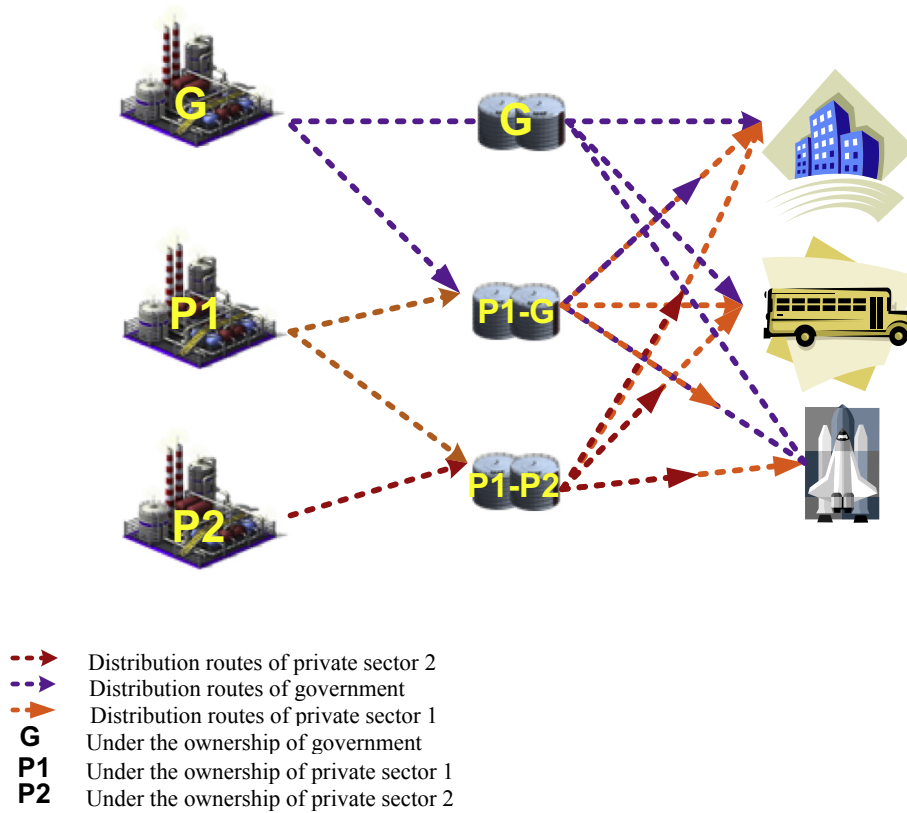 G
G
P1
P1-G
P2
P1-P2
Distribution routes of private sector 2
Distribution routes of government
Distribution routes of private sector 1
G Under the ownership of government
P1 Under the ownership of private sector 1
P2 Under the ownership of private sector 2